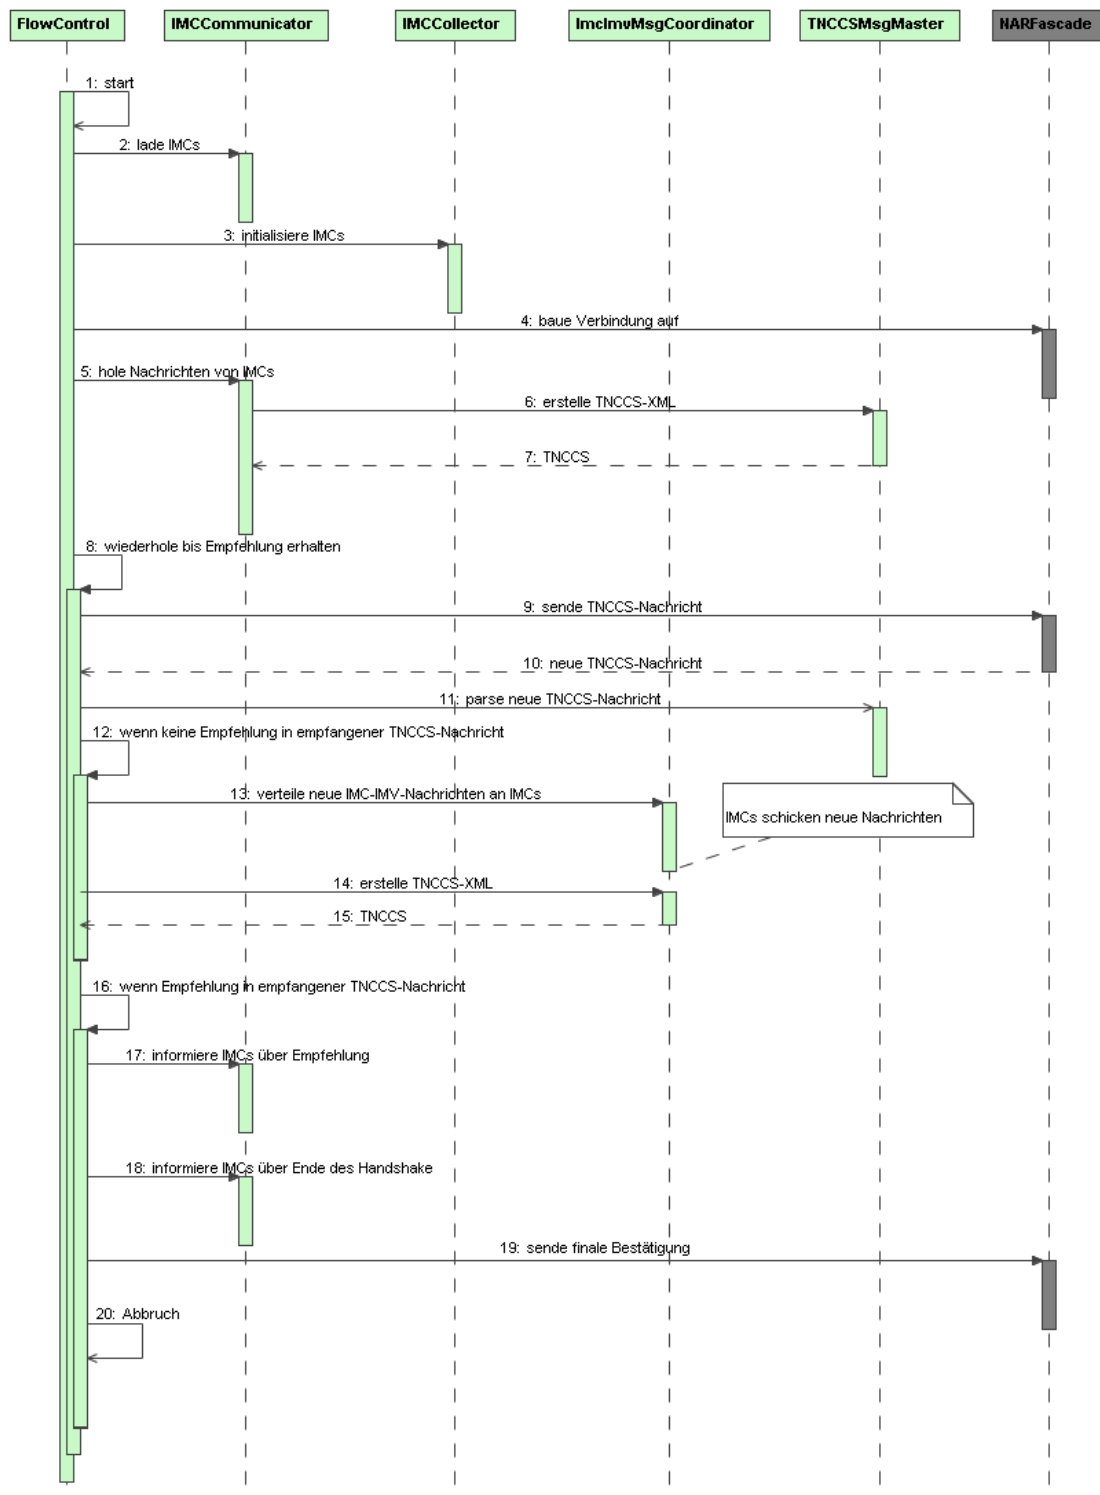 FlowControl
IMCCommunicator
IMCCollector
ImcImvMsgCoordinator
TNCCSMsgMaster
NARFascade
1: start
2: lade IMCs
3: initialisiere IMCs
4: baue Verbindung auf
5: hole Nachrichten von IMCs
6: erstelle TNCCS-XML
7: TNCCS
8: wiederhole bis Empfehlung erhalten
9: sende TNCCS-Nachricht
10: neue TNCCS-Nachricht
11: parse neue TNCCS-Nachricht
12: wenn keine Empfehlung in empfangener TNCCS-Nachricht
13: verteile neue IMC-IMV-Nachrichten an IMCs
IMCs schicken neue Nachrichten
14: erstelle TNCCS-XML
15: TNCCS
16: wenn Empfehlung in empfangener TNCCS-Nachricht
17: informiere IMCs über Empfehlung
18: informiere IMCs über Ende des Handshake
19: sende finale Bestätigung
20: Abbruch